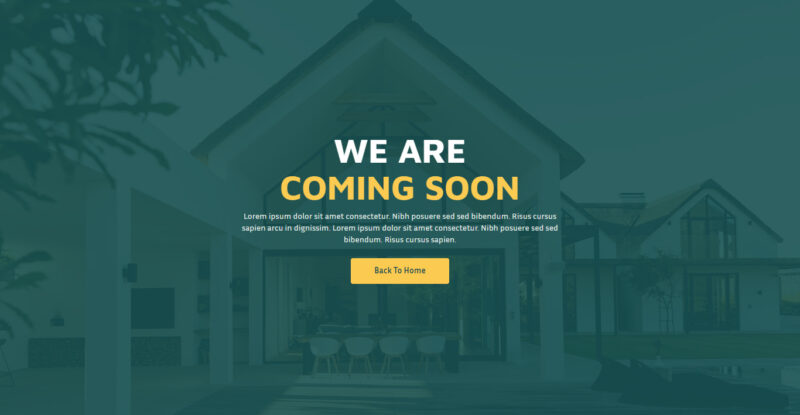 WE ARE
COMING SOON
Lorem ipsum dolor sit amet consectetur. Nibh posuere sed sed bibendum. Risus cursus
sapien arcu in dignissim. Lorem ipsum dolor sit amet consectetur. Nibh posuere sed sed
bibendum. Risus cursus sapien.
Back To Home